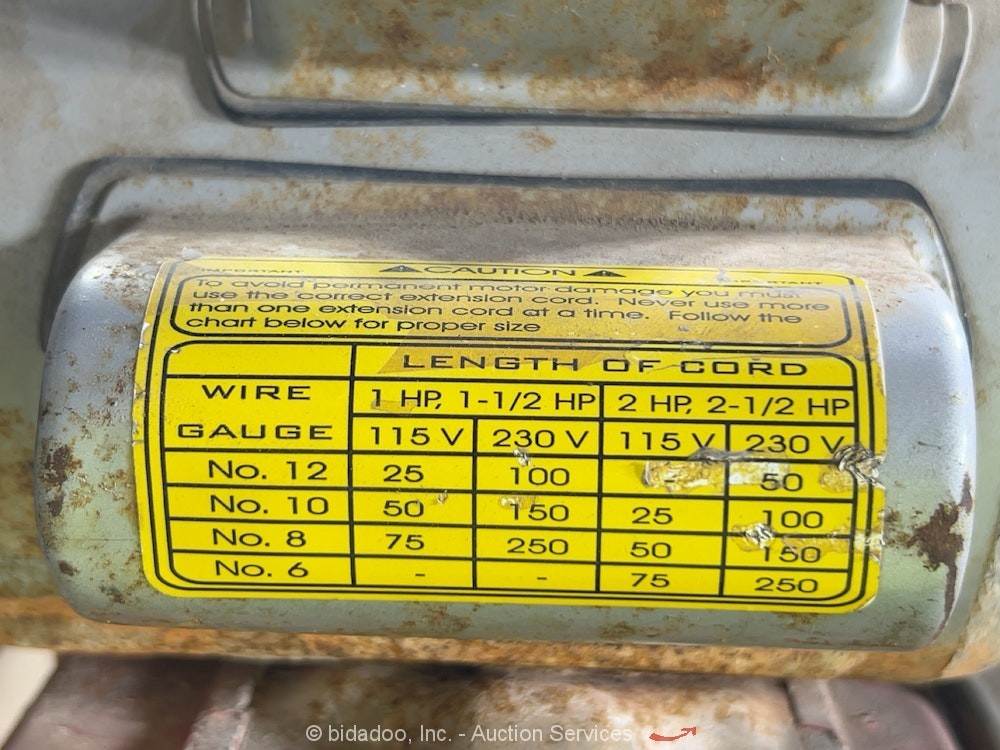 IMPORTANT ⚠ CAUTION ⚠ IMPORTANT
To avoid permanent motor damage you must
use the correct extension cord. Never use more
than one extension cord at a time. Follow the
chart below for proper size
LENGTH OF CORD
WIRE GAUGE
1 HP, 1-1/2 HP 2 HP, 2-1/2 HP
115 V 230 V 115 V 230 V
No. 12 25 100 - 50
No. 10 50 150 25 100
No. 8 75 250 50 150
No. 6 - - 75 250
© bidadoo, Inc. - Auction Services